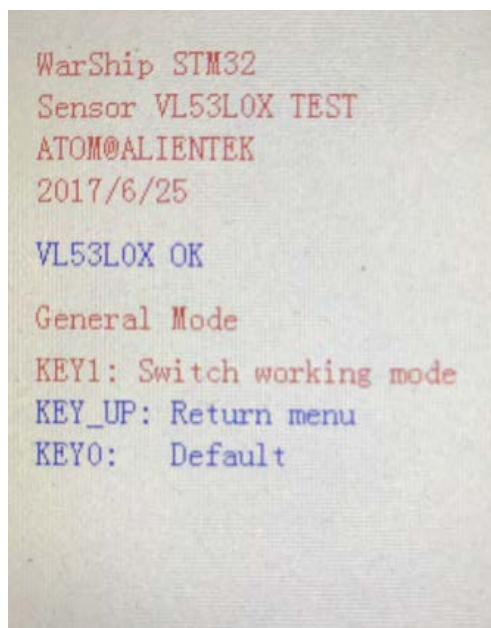 WarShip STM32
Sensor VL53L0X TEST
ATOM@ALIENTEK
2017/6/25
VL53L0X OK
General Mode
KEY1: Switch working mode
KEY_UP: Return menu
KEY0: Default